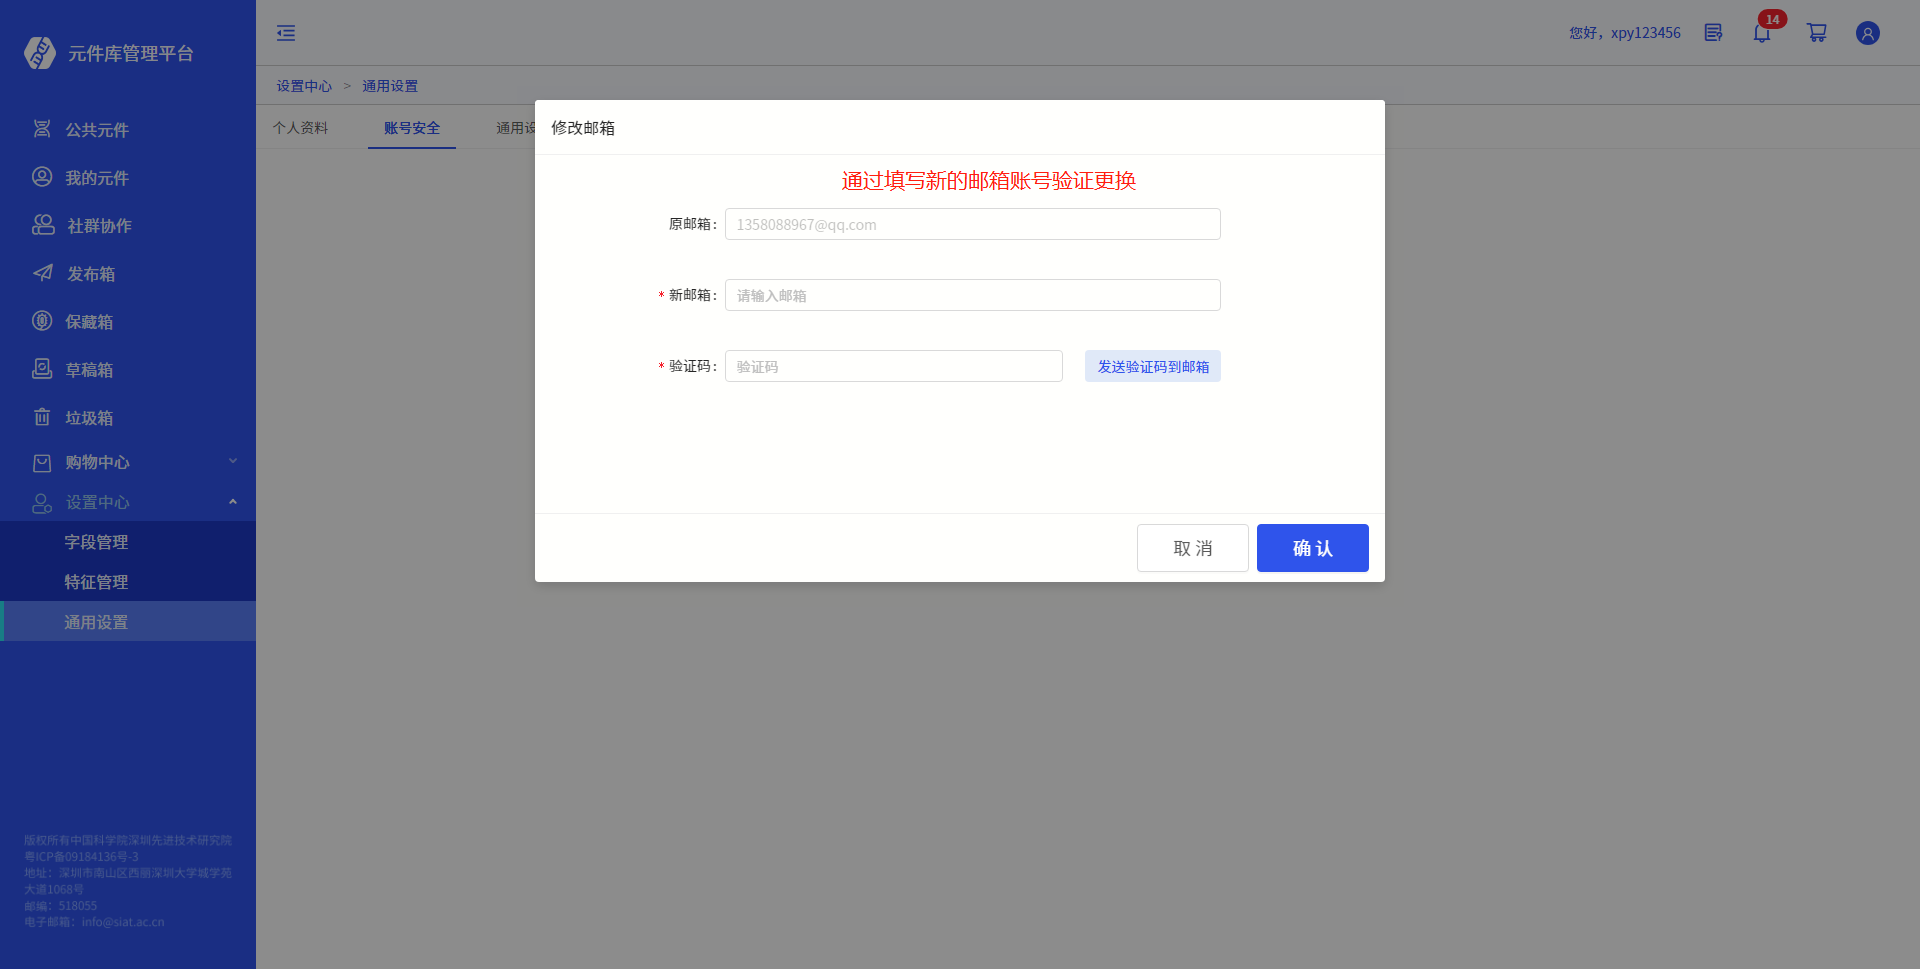 元件库管理平台
您好，xpy123456
14
设置中心 > 通用设置
个人资料
账号安全
通用设
公共元件
我的元件
社群协作
发布箱
保藏箱
草稿箱
垃圾箱
购物中心
设置中心
字段管理
特征管理
通用设置
修改邮箱
通过填写新的邮箱账号验证更换
原邮箱: 1358088967@qq.com
* 新邮箱: 请输入邮箱
* 验证码: 验证码 发送验证码到邮箱
取 消 确 认
版权所有中国科学院深圳先进技术研究院
粤ICP备09184136号-3
地址：深圳市南山区西丽深圳大学城学苑
大道1068号
邮编：518055
电子邮箱：info@siat.ac.cn